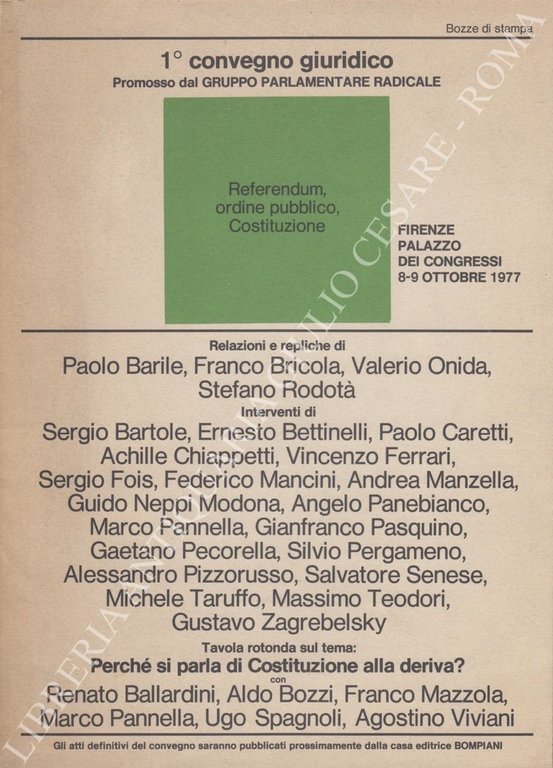 Bozze di stampa
1° convegno giuridico
Promosso dal GRUPPO PARLAMENTARE RADICALE
Referendum,
ordine pubblico,
Costituzione
FIRENZE
PALAZZO
DEI CONGRESSI
8-9 OTTOBRE 1977
Relazioni e repliche di
Paolo Barile, Franco Bricola, Valerio Onida,
Stefano Rodotà
Interventi di
Sergio Bartole, Ernesto Bettinelli, Paolo Caretti,
Achille Chiappetti, Vincenzo Ferrari,
Sergio Fois, Federico Mancini, Andrea Manzella,
Guido Neppi Modona, Angelo Panebianco,
Marco Pannella, Gianfranco Pasquino,
Gaetano Pecorella, Silvio Pergameno,
Alessandro Pizzorusso, Salvatore Senese,
Michele Taruffo, Massimo Teodori,
Gustavo Zagrebelsky
Tavola rotonda sul tema:
Perché si parla di Costituzione alla deriva?
con
Renato Ballardini, Aldo Bozzi, Franco Mazzola,
Marco Pannella, Ugo Spagnoli, Agostino Viviani
Gli atti definitivi del convegno saranno pubblicati prossimamente dalla casa editrice BOMPIANI
LIBRERIA ANTIQUARIA GIULIO CESARE - ROMA